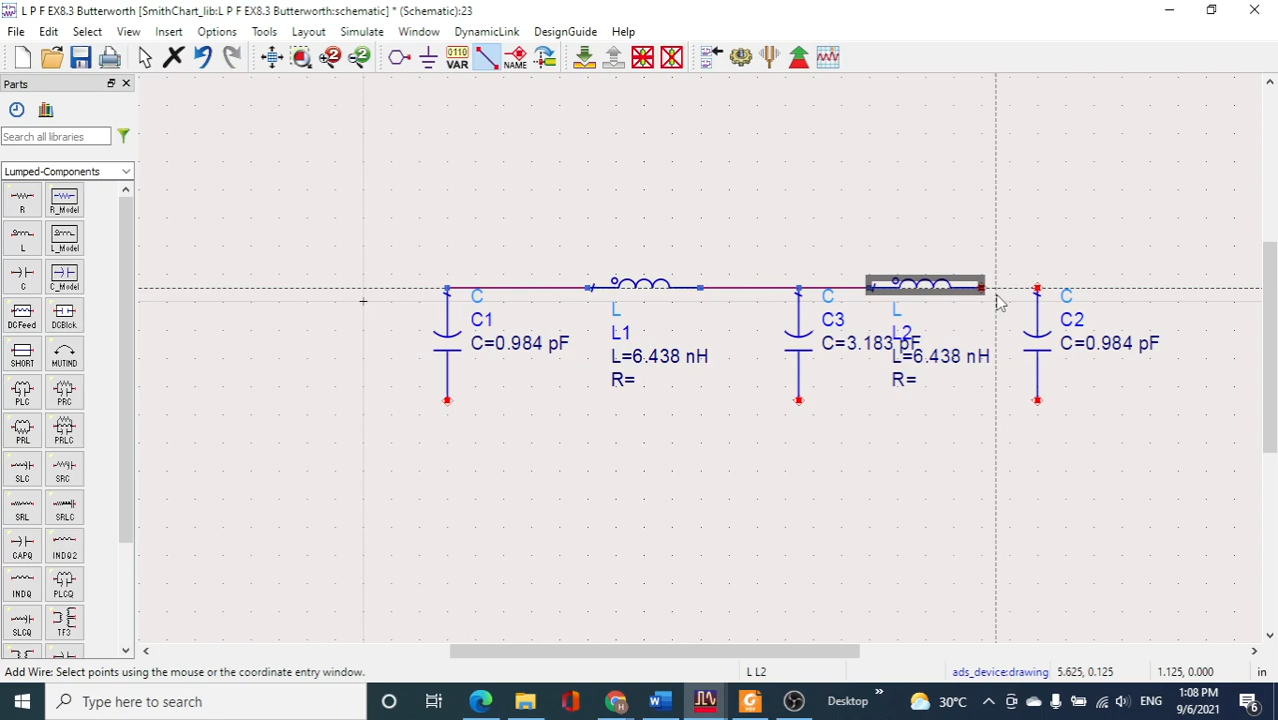 L P F EX8.3 Butterworth [SmithChart_lib:L P F EX8.3 Butterworth:schematic] * (Schematic):23
File Edit Select View Insert Options Tools Layout Simulate Window DynamicLink DesignGuide Help
0110
VAR
NAME
Parts
Search all libraries
Lumped-Components
R R_Model
L L_Model
C C_Model
DCFeed DCBlck
SHORT MUTIND
PLC PRC
PRL PRLC
SLC SRC
SRL SRLC
CAPQ INDQ2
INDQ PLCQ
SLCQ TF3
C
C1
C=0.984 pF
L
L1
L=6.438 nH
R=
C
C3
C=3.183 pF
L
L2
L=6.438 nH
R=
C
C2
C=0.984 pF
Add Wire: Select points using the mouse or the coordinate entry window.
L L2
ads_device:drawing
5.625, 0.125
1.125, 0.000
in
Type here to search
Desktop
30°C
ENG
1:08 PM
9/6/2021
6